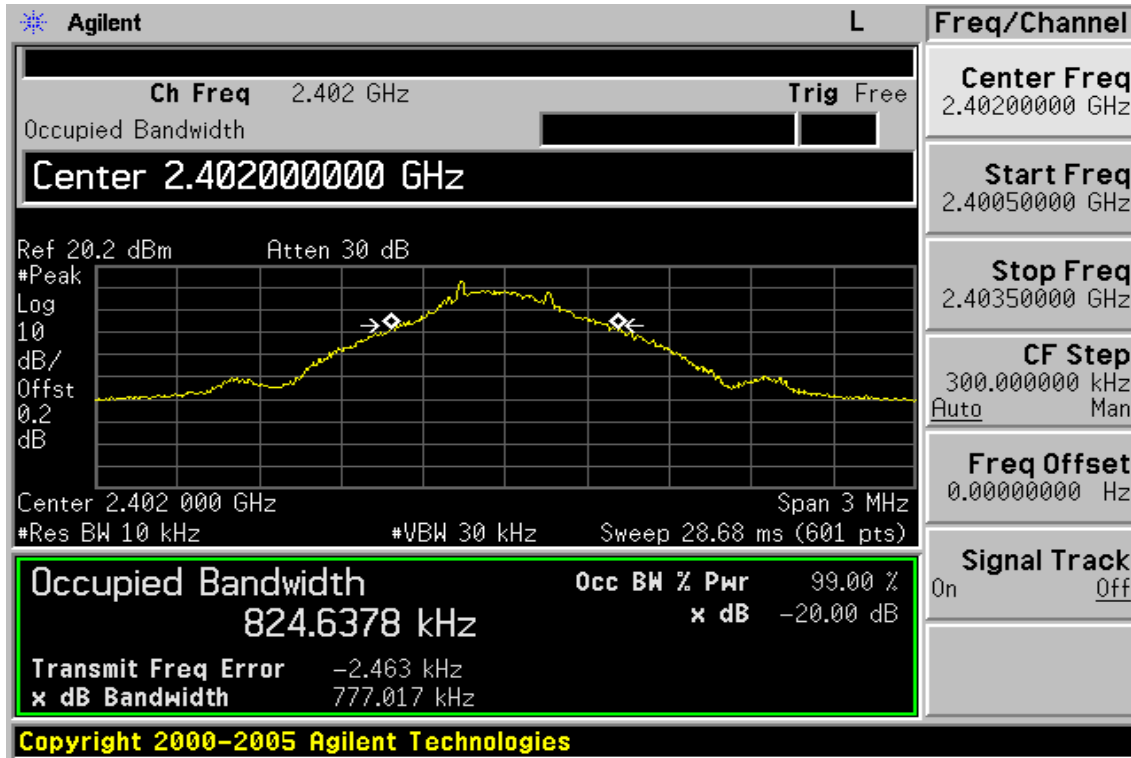 Agilent
L
Ch Freq 2.402 GHz
Trig Free
Occupied Bandwidth
Center 2.402000000 GHz
Ref 20.2 dBm
Atten 30 dB
#Peak
Log
10
dB/
Offst
0.2
dB
Center 2.402 000 GHz
Span 3 MHz
#Res BW 10 kHz
#VBW 30 kHz
Sweep 28.68 ms (601 pts)
Occupied Bandwidth
824.6378 kHz
Occ BW % Pwr 99.00 %
x dB -20.00 dB
Transmit Freq Error -2.463 kHz
x dB Bandwidth 777.017 kHz
Copyright 2000-2005 Agilent Technologies
Freq/Channel
Center Freq
2.40200000 GHz
Start Freq
2.40050000 GHz
Stop Freq
2.40350000 GHz
CF Step
300.000000 kHz
Auto Man
Freq Offset
0.00000000 Hz
Signal Track
On Off